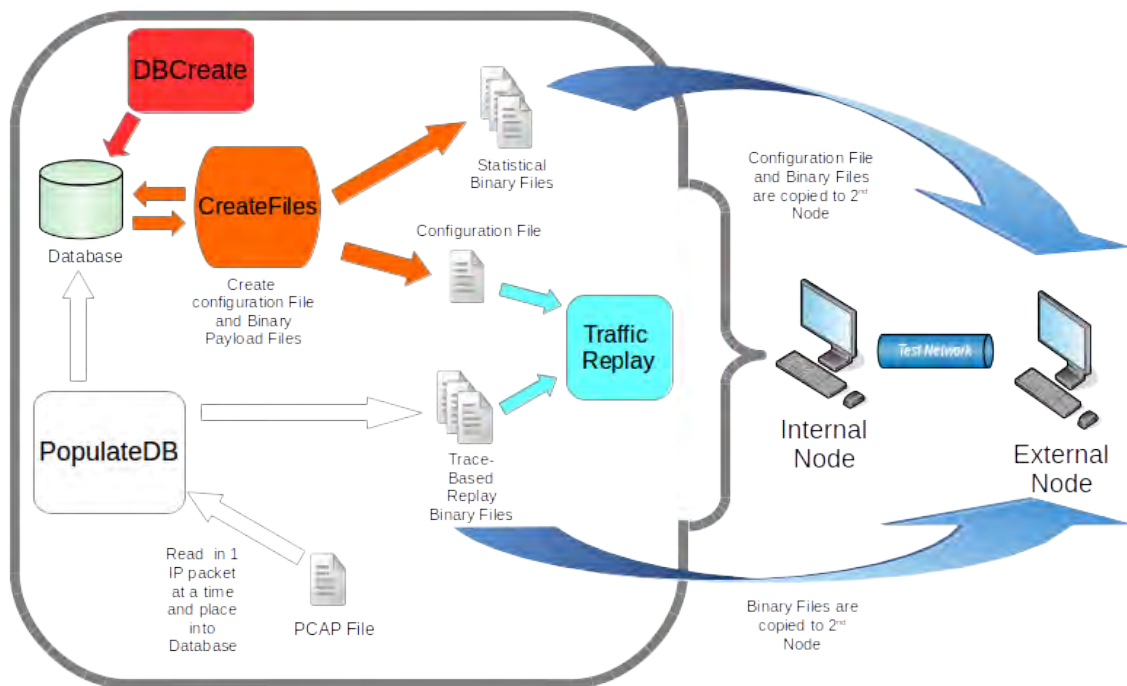 DBCreate
Statistical
Binary Files
Configuration File
and Binary Files
are copied to 2nd
Node
CreateFiles
Configuration File
Database
Create
configuration File
and Binary
Payload Files
Traffic
Replay
Test Network
Internal
Node
External
Node
PopulateDB
Trace-
Based
Replay
Binary Files
Read in 1
IP packet
at a time
and place
into
Database
PCAP File
Binary Files are
copied to 2nd
Node